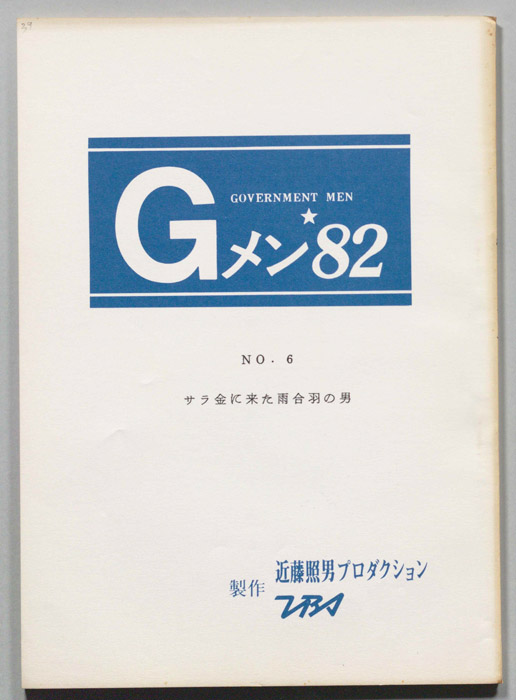 39
GOVERNMENT MEN
Gメン★82
NO. 6
サラ金に来た雨合羽の男
製作 近藤照男プロダクション
TBS